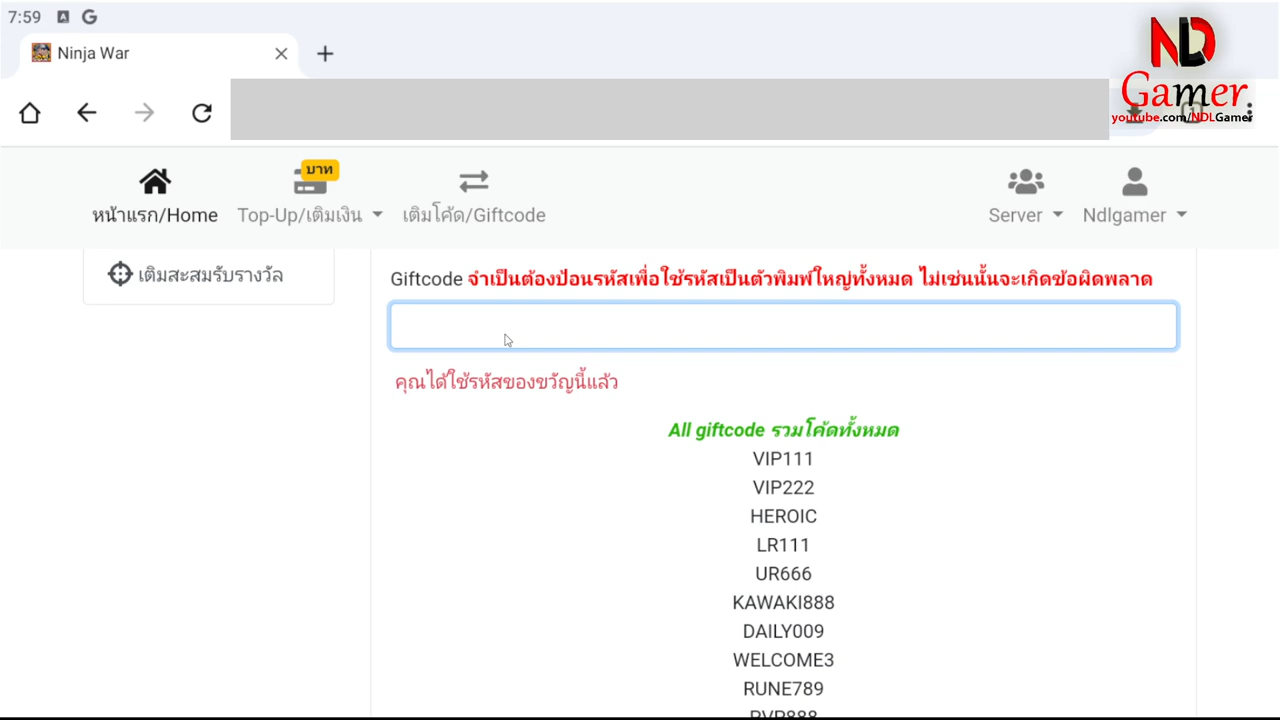 7:59
Ninja War
ND
Gamer
youtube.com/NDLGamer
บาท
หน้าแรก/Home
Top-Up/เติมเงิน
เติมโค้ด/Giftcode
Server
Ndlgamer
เติมสะสมรับรางวัล
Giftcode จำเป็นต้องป้อนรหัสเพื่อใช้รหัสเป็นตัวพิมพ์ใหญ่ทั้งหมด ไม่เช่นนั้นจะเกิดข้อผิดพลาด
คุณได้ใช้รหัสของขวัญนี้แล้ว
All giftcode รวมโค้ดทั้งหมด
VIP111
VIP222
HEROIC
LR111
UR666
KAWAKI888
DAILY009
WELCOME3
RUNE789